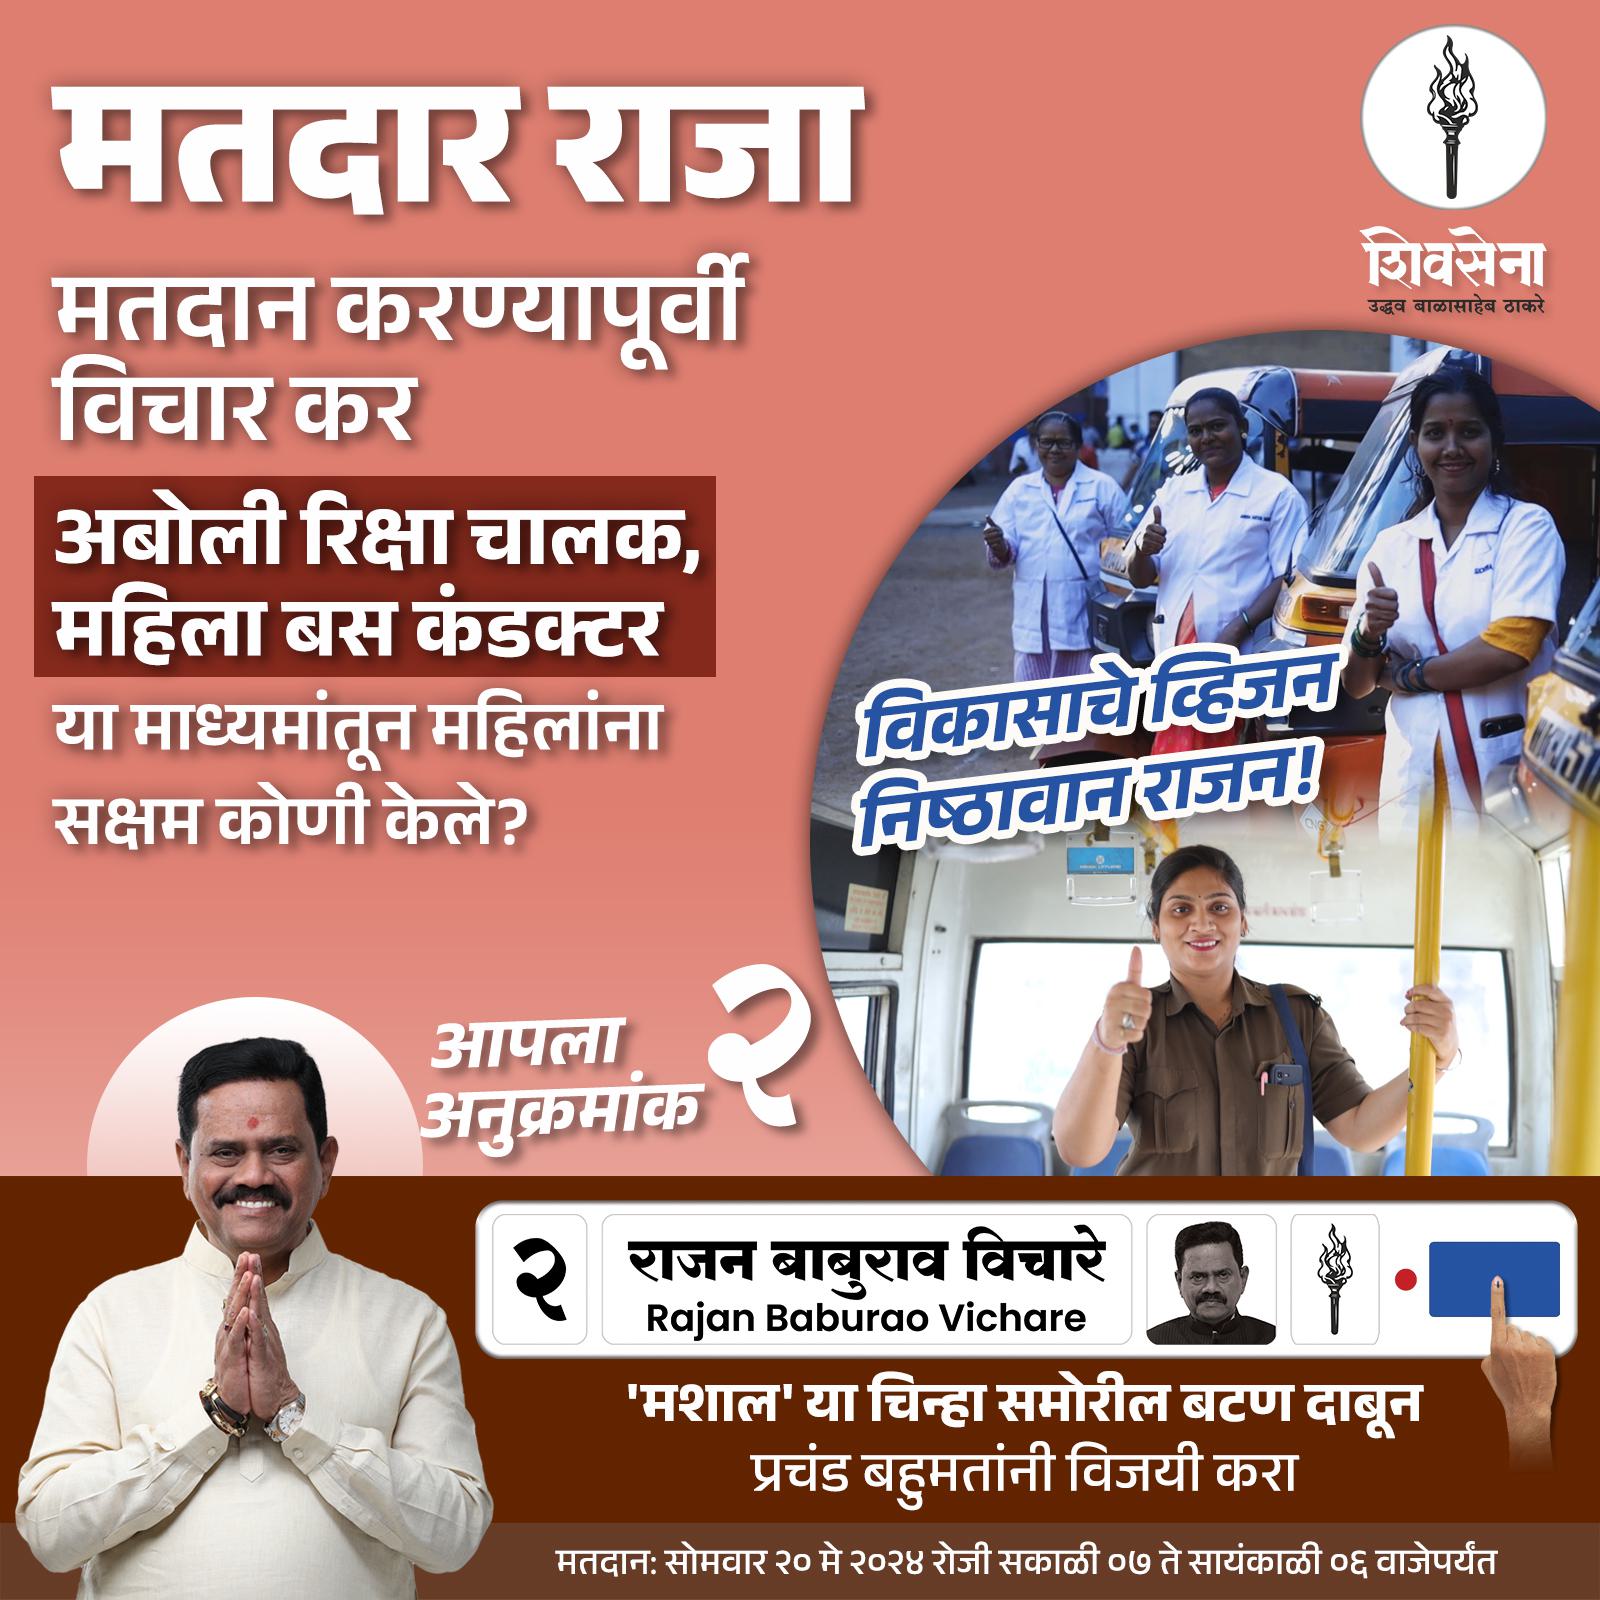 मतदार राजा
शिवसेना
उद्धव बाळासाहेब ठाकरे
मतदान करण्यापूर्वी
विचार कर
अबोली रिक्षा चालक,
महिला बस कंडक्टर
या माध्यमांतून महिलांना
सक्षम कोणी केले?
विकासाचे व्हिजन
निष्ठावान राजन!
आपला
अनुक्रमांक २
२
राजन बाबुराव विचारे
Rajan Baburao Vichare
'मशाल' या चिन्हा समोरील बटण दाबून
प्रचंड बहुमतांनी विजयी करा
मतदान: सोमवार २० मे २०२४ रोजी सकाळी ०७ ते सायंकाळी ०६ वाजेपर्यंत